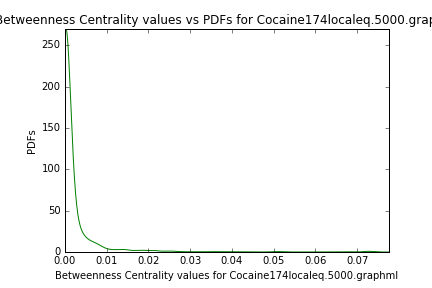 Betweenness Centrality values vs PDFs for Cocaine174localeq.5000.grap
250
200
150
100
50
0
PDFs
0.00 0.01 0.02 0.03 0.04 0.05 0.06 0.07
Betweenness Centrality values for Cocaine174localeq.5000.graphml